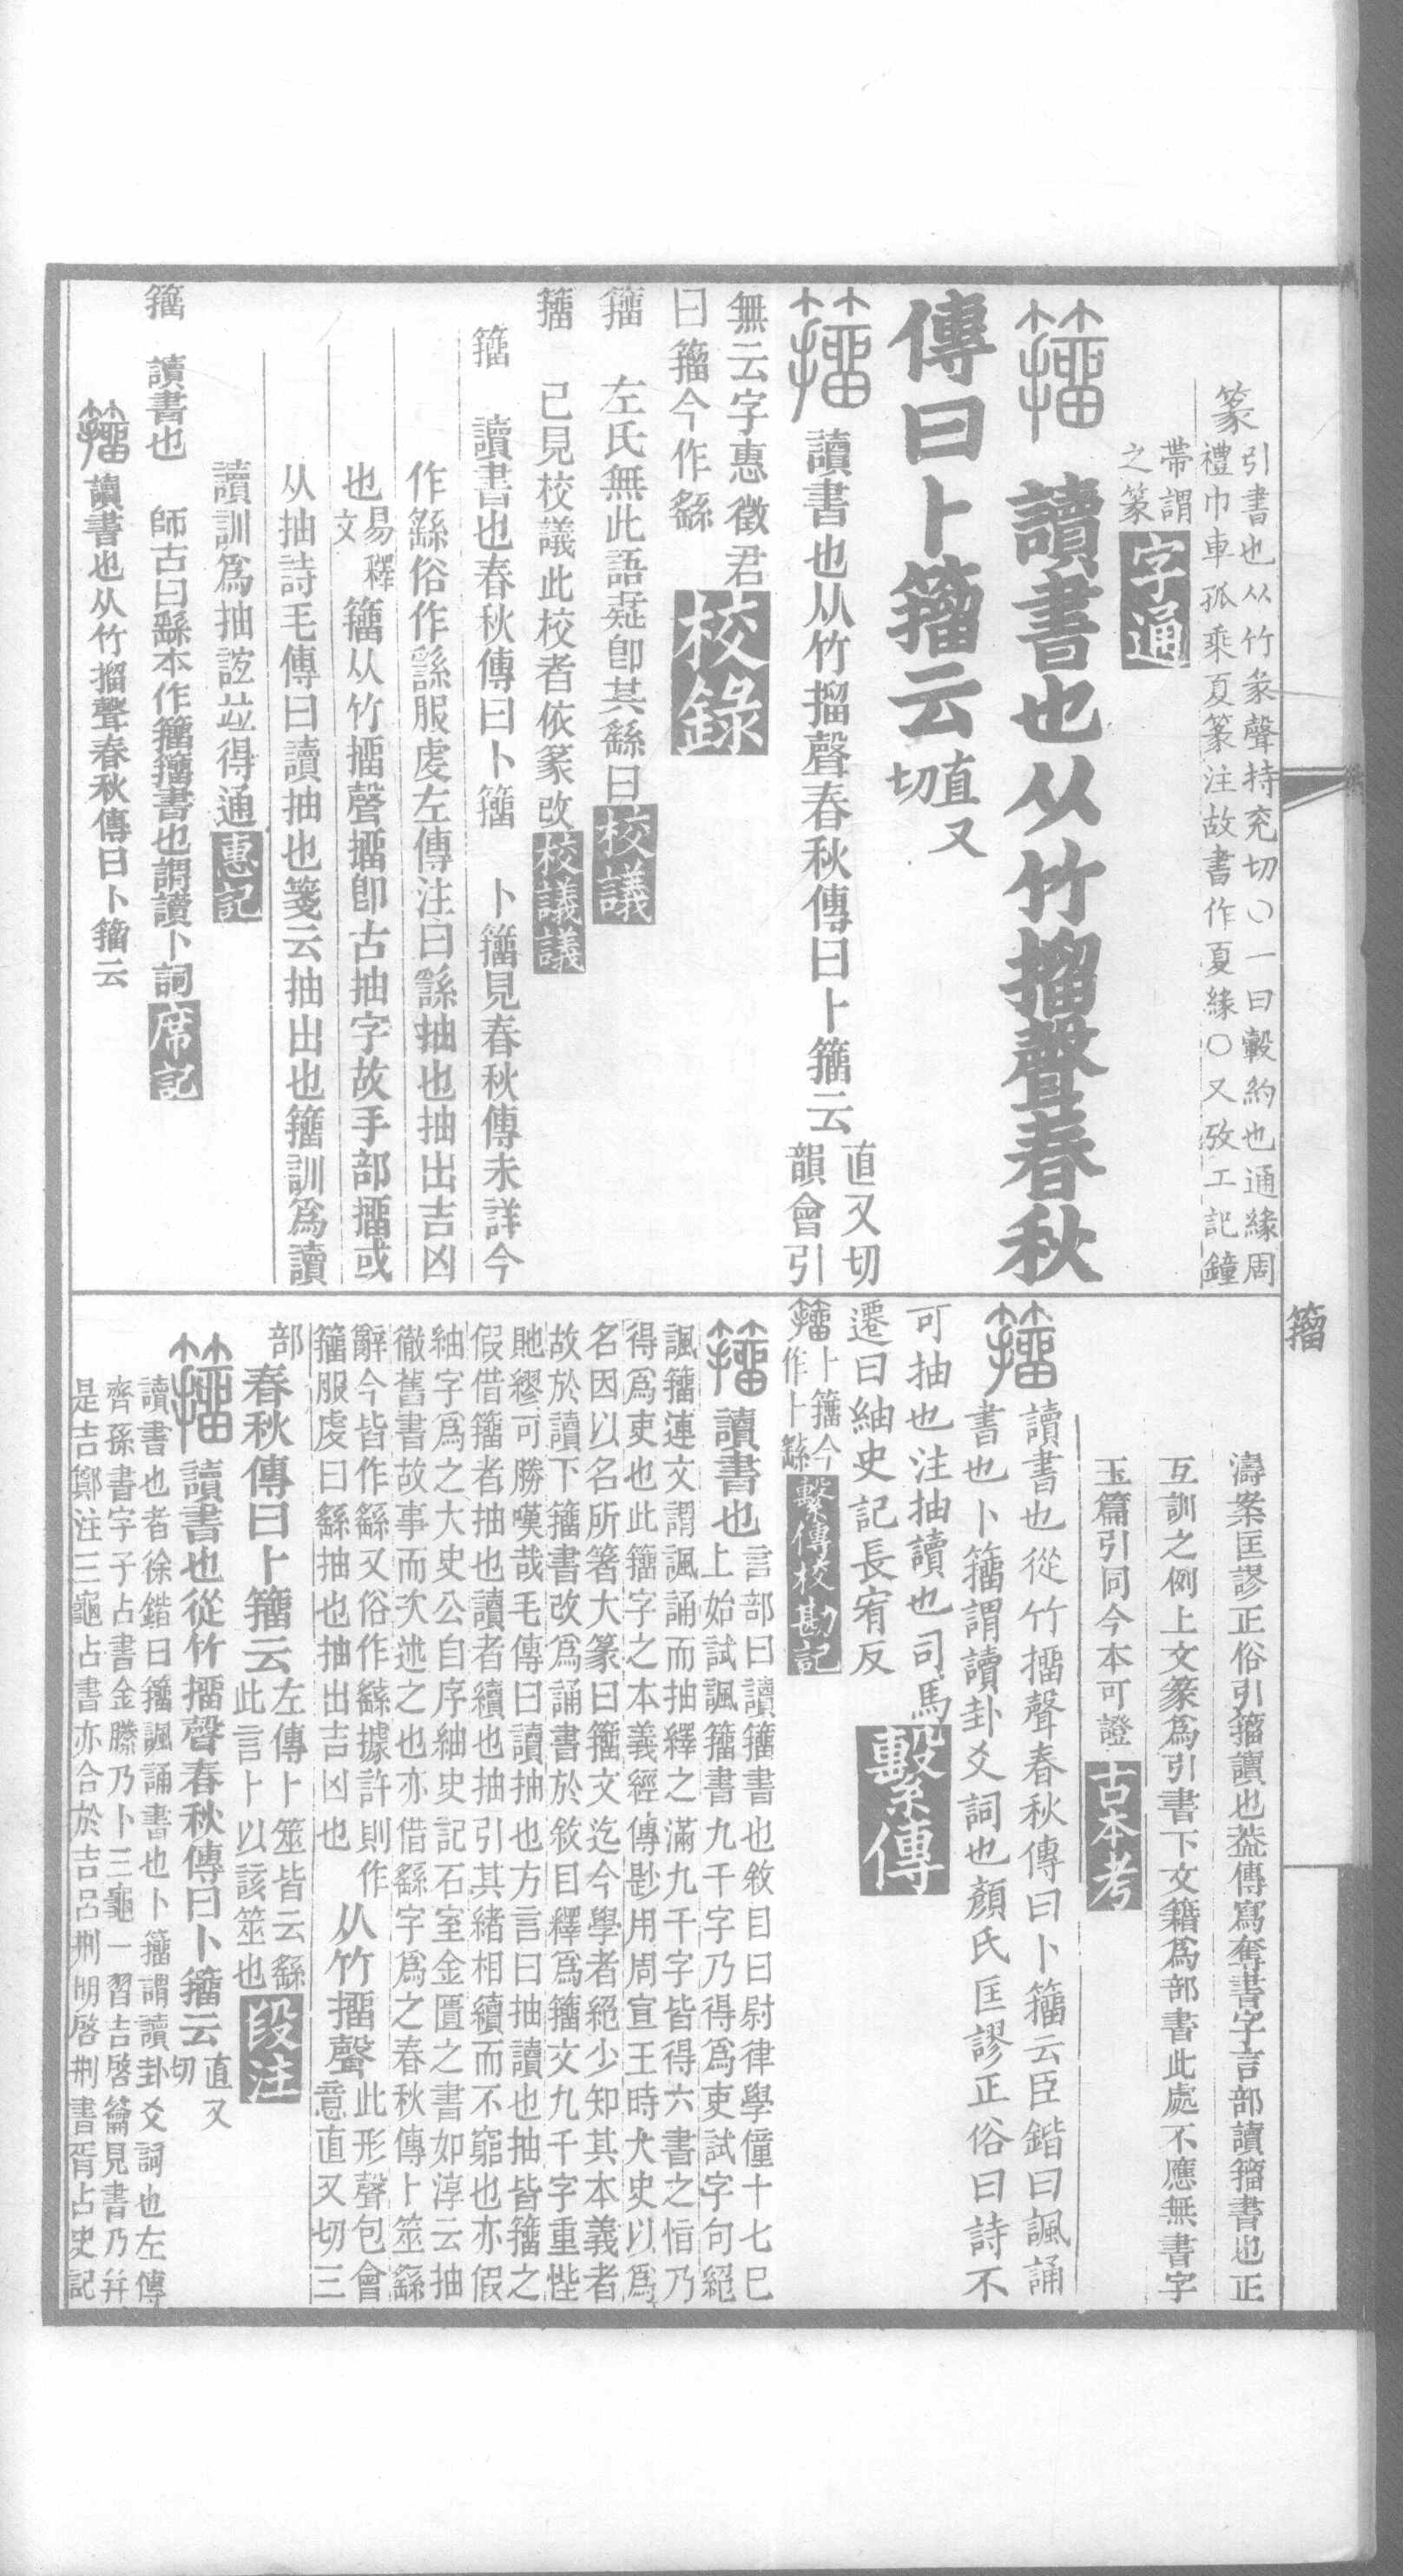 篆引書也从竹彖聲持兗切〇一曰轂約也通緣周
禮巾車孤乘夏篆注故書作夏緣〇又攷工記鐘
帶謂
之篆字通
籒 讀書也从竹𢭏聲春秋
傳曰卜籒云直又
切
籒讀書也从竹𢭏聲春秋傳曰卜籒云直又切
韻會引
無云字惠徵君
曰籒今作繇校錄
籒 左氏無此語疑卽其繇曰校議
籒 已見校議此校者依篆改校議議
籒 讀書也春秋傳曰卜籒 卜籒見春秋傳未詳今
作繇俗作䌛服虔左傳注曰繇抽也抽出吉凶
也易釋
文 籒从竹㩅聲㩅卽古抽字故手部㩅或
从抽詩毛傳曰讀抽也箋云抽出也籒訓爲讀
讀訓爲抽誼竝得通惠記
籒 讀書也 師古曰繇本作籒籒書也謂讀卜詞席記
籒讀書也从竹𢭏聲春秋傳曰卜籒云
籒
濤案匡謬正俗引籒讀也葢傳寫奪書字言部讀籒書也正
互訓之例上文篆爲引書下文籍爲部書此處不應無書字
玉篇引同今本可證古本考
籒讀書也從竹㩅聲春秋傳曰卜籒云臣鍇曰諷誦
書也卜籒謂讀卦爻詞也顏氏匡謬正俗曰詩不
可抽也注抽讀也司馬
遷曰紬史記長宥反繫傳
籒卜籒今
作卜繇繫傳校勘記
籒讀書也言部曰讀籒書也敘目曰尉律學僮十七已
上始試諷籒書九千字乃得爲吏試字句絕
諷籒連文謂諷誦而抽繹之滿九千字皆得六書之恉乃
得爲吏也此籒字之本義經傳尟用周宣王時大史以爲
名因以名所箸大篆曰籒文迄今學者絕少知其本義者
故於讀下籒書改爲誦書於敘目釋爲籒文九千字重悂
貤繆可勝嘆哉毛傳曰讀抽也方言曰抽讀也抽皆籒之
假借籒者抽也讀者續也抽引其緒相續而不窮也亦假
紬字爲之大史公自序紬史記石室金匱之書如淳云抽
徹舊書故事而次述之也亦借繇字爲之春秋傳卜筮繇
辭今皆作繇又俗作䌛據許則作
籒服虔曰繇抽也抽出吉凶也 从竹㩅聲此形聲包會
意直又切三
部春秋傳曰卜籒云左傳卜筮皆云繇
此言卜以該筮也段注
籒讀書也從竹㩅聲春秋傳曰卜籒云直又
切
讀書也者徐鍇曰籒諷誦書也卜籒謂讀卦爻詞也左傳
齊孫書字子占書金縢乃卜三龜一習吉啓籥見書乃幷
是吉鄭注三龜占書亦合於吉呂刑明啓刑書胥占史記